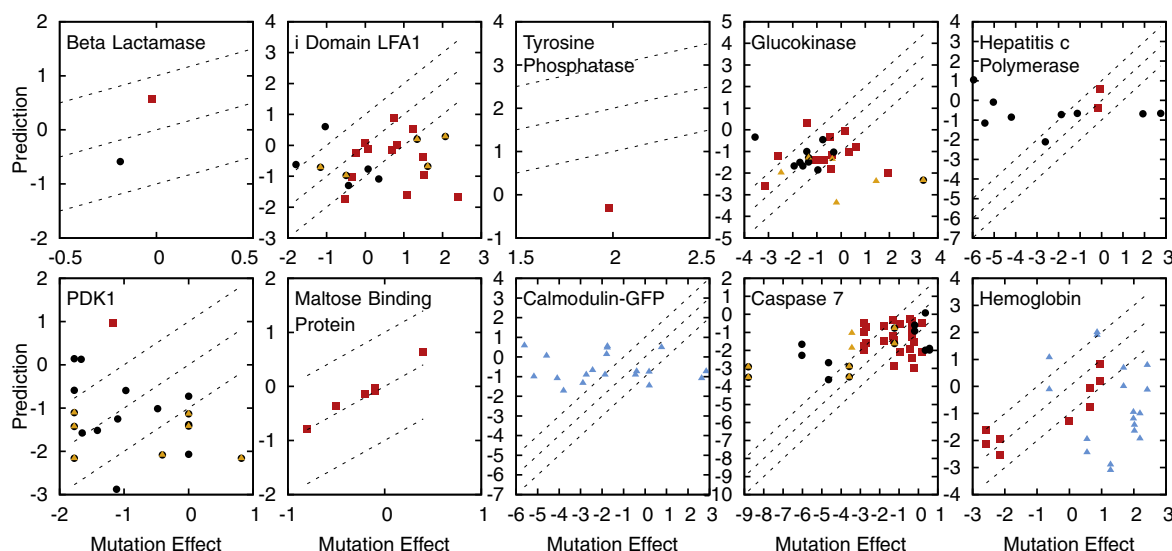 Prediction
2
1
0
-1
-2
Beta Lactamase
-0.5 0 0.5
4
3
2
1
0
-1
-2
-3
i Domain LFA1
-2 -1 0 1 2 3
4
3
2
1
0
-1
Tyrosine
Phosphatase
1.5 2 2.5
5
4
3
2
1
0
-1
-2
-3
-4
-5
Glucokinase
-4 -3 -2 -1 0 1 2 3 4
4
3
2
1
0
-1
-2
-3
-4
-5
-6
-7
Hepatitis c
Polymerase
-6 -5 -4 -3 -2 -1 0 1 2 3
Prediction
2
1
0
-1
-2
-3
PDK1
-2 -1 0 1
Mutation Effect
2
1
0
-1
-2
Maltose Binding
Protein
-1 0 1
Mutation Effect
4
3
2
1
0
-1
-2
-3
-4
-5
-6
-7
Calmodulin-GFP
-6 -5 -4 -3 -2 -1 0 1 2 3
Mutation Effect
2
1
0
-1
-2
-3
-4
-5
-6
-7
-8
-9
10
Caspase 7
-9 -8 -7 -6 -5 -4 -3 -2 -1 0 1
Mutation Effect
4
3
2
1
0
-1
-2
-3
-4
Hemoglobin
-3 -2 -1 0 1 2 3
Mutation Effect